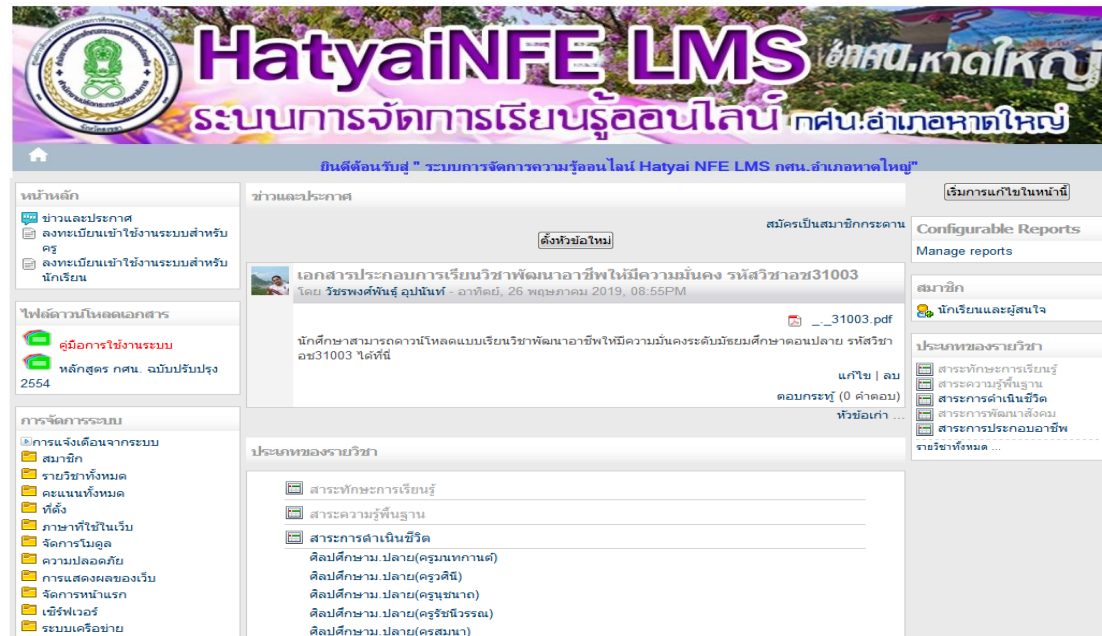 HatyaiNFE LMS
กศน.หาดใหญ่
ระบบการจัดการเรียนรู้ออนไลน์ กศน.อำเภอหาดใหญ่
ยินดีต้อนรับสู่ " ระบบการจัดการความรู้ออนไลน์ Hatyai NFE LMS กศน.อำเภอหาดใหญ่"
หน้าหลัก
ข่าวและประกาศ
ลงทะเบียนเข้าใช้งานระบบสำหรับ
ครู
ลงทะเบียนเข้าใช้งานระบบสำหรับ
นักเรียน
ไฟล์ดาวน์โหลดเอกสาร
คู่มือการใช้งานระบบ
หลักสูตร กศน. ฉบับปรับปรุง
2554
การจัดการระบบ
การแจ้งเตือนจากระบบ
สมาชิก
รายวิชาทั้งหมด
คะแนนทั้งหมด
ที่ตั้ง
ภาษาที่ใช้ในเว็บ
จัดการโมดูล
ความปลอดภัย
การแสดงผลของเว็บ
จัดการหน้าแรก
เซิร์ฟเวอร์
ระบบเครือข่าย
ข่าวและประกาศ
สมัครเป็นสมาชิกกระดาน
ตั้งหัวข้อใหม่
เอกสารประกอบการเรียนวิชาพัฒนาอาชีพให้มีความมั่นคง รหัสวิชาอช31003
โดย วัชรพงศ์พันธุ์ อุปนันท์ - อาทิตย์, 26 พฤษภาคม 2019, 08:55PM
_._31003.pdf
นักศึกษาสามารถดาวน์โหลดแบบเรียนวิชาพัฒนาอาชีพให้มีความมั่นคงระดับมัธยมศึกษาตอนปลาย รหัสวิชา
อช31003 ได้ที่นี่
แก้ไข | ลบ
ตอบกระทู้ (0 คำตอบ)
หัวข้อเก่า ...
ประเภทของรายวิชา
สาระทักษะการเรียนรู้
สาระความรู้พื้นฐาน
สาระการดำเนินชีวิต
ศิลปศึกษาม.ปลาย(ครูมนทกานต์)
ศิลปศึกษาม.ปลาย(ครูวศินี)
ศิลปศึกษาม.ปลาย(ครูนุชนาถ)
ศิลปศึกษาม.ปลาย(ครูรัชนีวรรณ)
ศิลปศึกษาม.ปลาย(ครูสุมนา)
เริ่มการแก้ไขในหน้านี้
Configurable Reports
Manage reports
สมาชิก
นักเรียนและผู้สนใจ
ประเภทของรายวิชา
สาระทักษะการเรียนรู้
สาระความรู้พื้นฐาน
สาระการดำเนินชีวิต
สาระการพัฒนาสังคม
สาระการประกอบอาชีพ
รายวิชาทั้งหมด ...